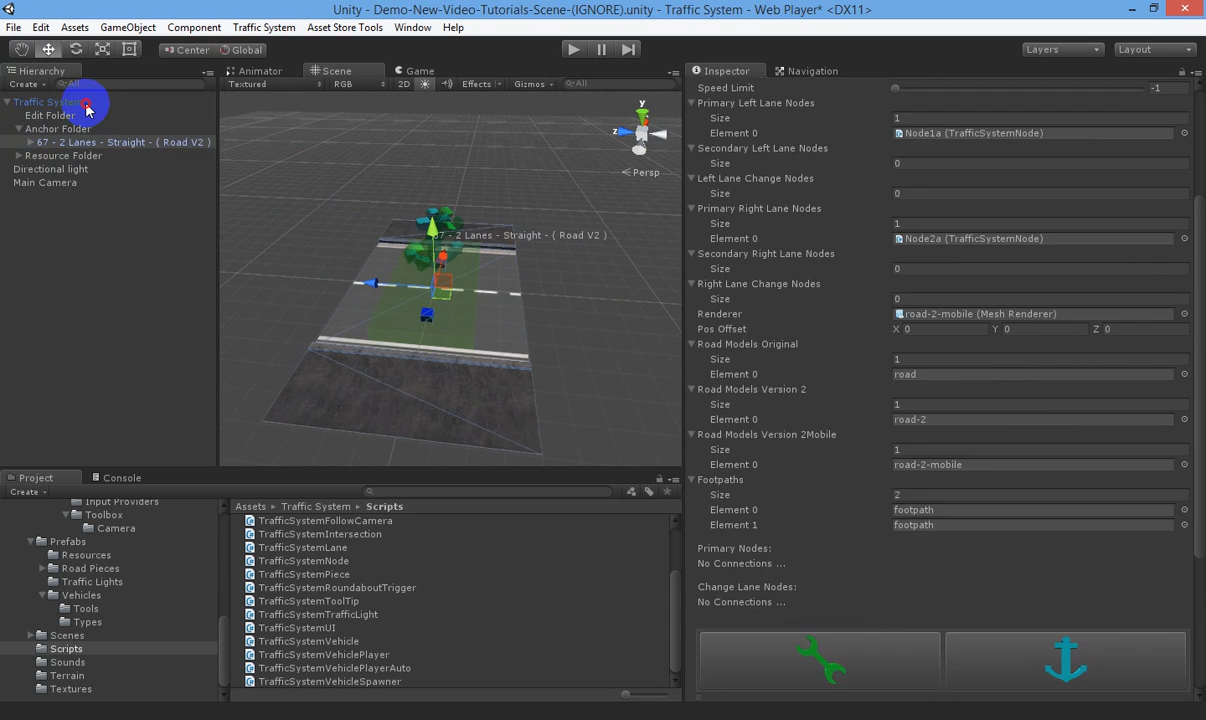 Unity - Demo-New-Video-Tutorials-Scene-(IGNORE).unity - Traffic System - Web Player* <DX11>
File Edit Assets GameObject Component Traffic System Asset Store Tools Window Help
Center Global Layers Layout
Hierarchy
Create All
Traffic System
Edit Folder
Anchor Folder
67 - 2 Lanes - Straight - ( Road V2 )
Resource Folder
Directional light
Main Camera
Animator Scene Game
Textured RGB 2D Effects Gizmos All
y
z
Persp
67 - 2 Lanes - Straight - ( Road V2 )
Inspector Navigation
Speed Limit -1
Primary Left Lane Nodes
Size 1
Element 0 Node1a (TrafficSystemNode)
Secondary Left Lane Nodes
Size 0
Left Lane Change Nodes
Size 0
Primary Right Lane Nodes
Size 1
Element 0 Node2a (TrafficSystemNode)
Secondary Right Lane Nodes
Size 0
Right Lane Change Nodes
Size 0
Renderer road-2-mobile (Mesh Renderer)
Pos Offset X 0 Y 0 Z 0
Road Models Original
Size 1
Element 0 road
Road Models Version 2
Size 1
Element 0 road-2
Road Models Version 2Mobile
Size 1
Element 0 road-2-mobile
Footpaths
Size 2
Element 0 footpath
Element 1 footpath
Primary Nodes:
No Connections ...
Change Lane Nodes:
No Connections ...
Project Console
Create
Input Providers
Toolbox
Camera
Prefabs
Resources
Road Pieces
Traffic Lights
Vehicles
Tools
Types
Scenes
Scripts
Sounds
Terrain
Textures
Assets Traffic System Scripts
TrafficSystemFollowCamera
TrafficSystemIntersection
TrafficSystemLane
TrafficSystemNode
TrafficSystemPiece
TrafficSystemRoundaboutTrigger
TrafficSystemToolTip
TrafficSystemTrafficLight
TrafficSystemUI
TrafficSystemVehicle
TrafficSystemVehiclePlayer
TrafficSystemVehiclePlayerAuto
TrafficSystemVehicleSpawner